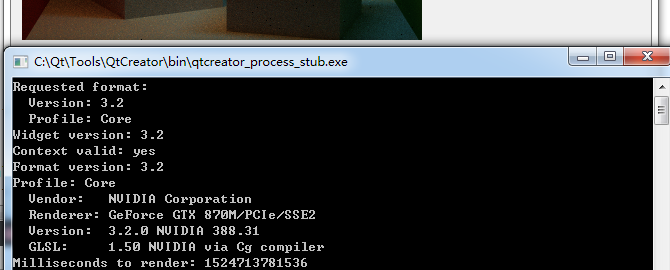 C:\Qt\Tools\QtCreator\bin\qtcreator_process_stub.exe
Requested format:
  Version: 3.2
  Profile: Core
Widget version: 3.2
Context valid: yes
Format version: 3.2
Profile: Core
  Vendor:   NVIDIA Corporation
  Renderer: GeForce GTX 870M/PCIe/SSE2
  Version:  3.2.0 NVIDIA 388.31
  GLSL:     1.50 NVIDIA via Cg compiler
Milliseconds to render: 1524713781536